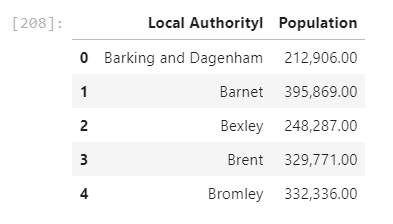 [208]: Local Authorityl Population
0 Barking and Dagenham 212,906.00
1 Barnet 395,869.00
2 Bexley 248,287.00
3 Brent 329,771.00
4 Bromley 332,336.00